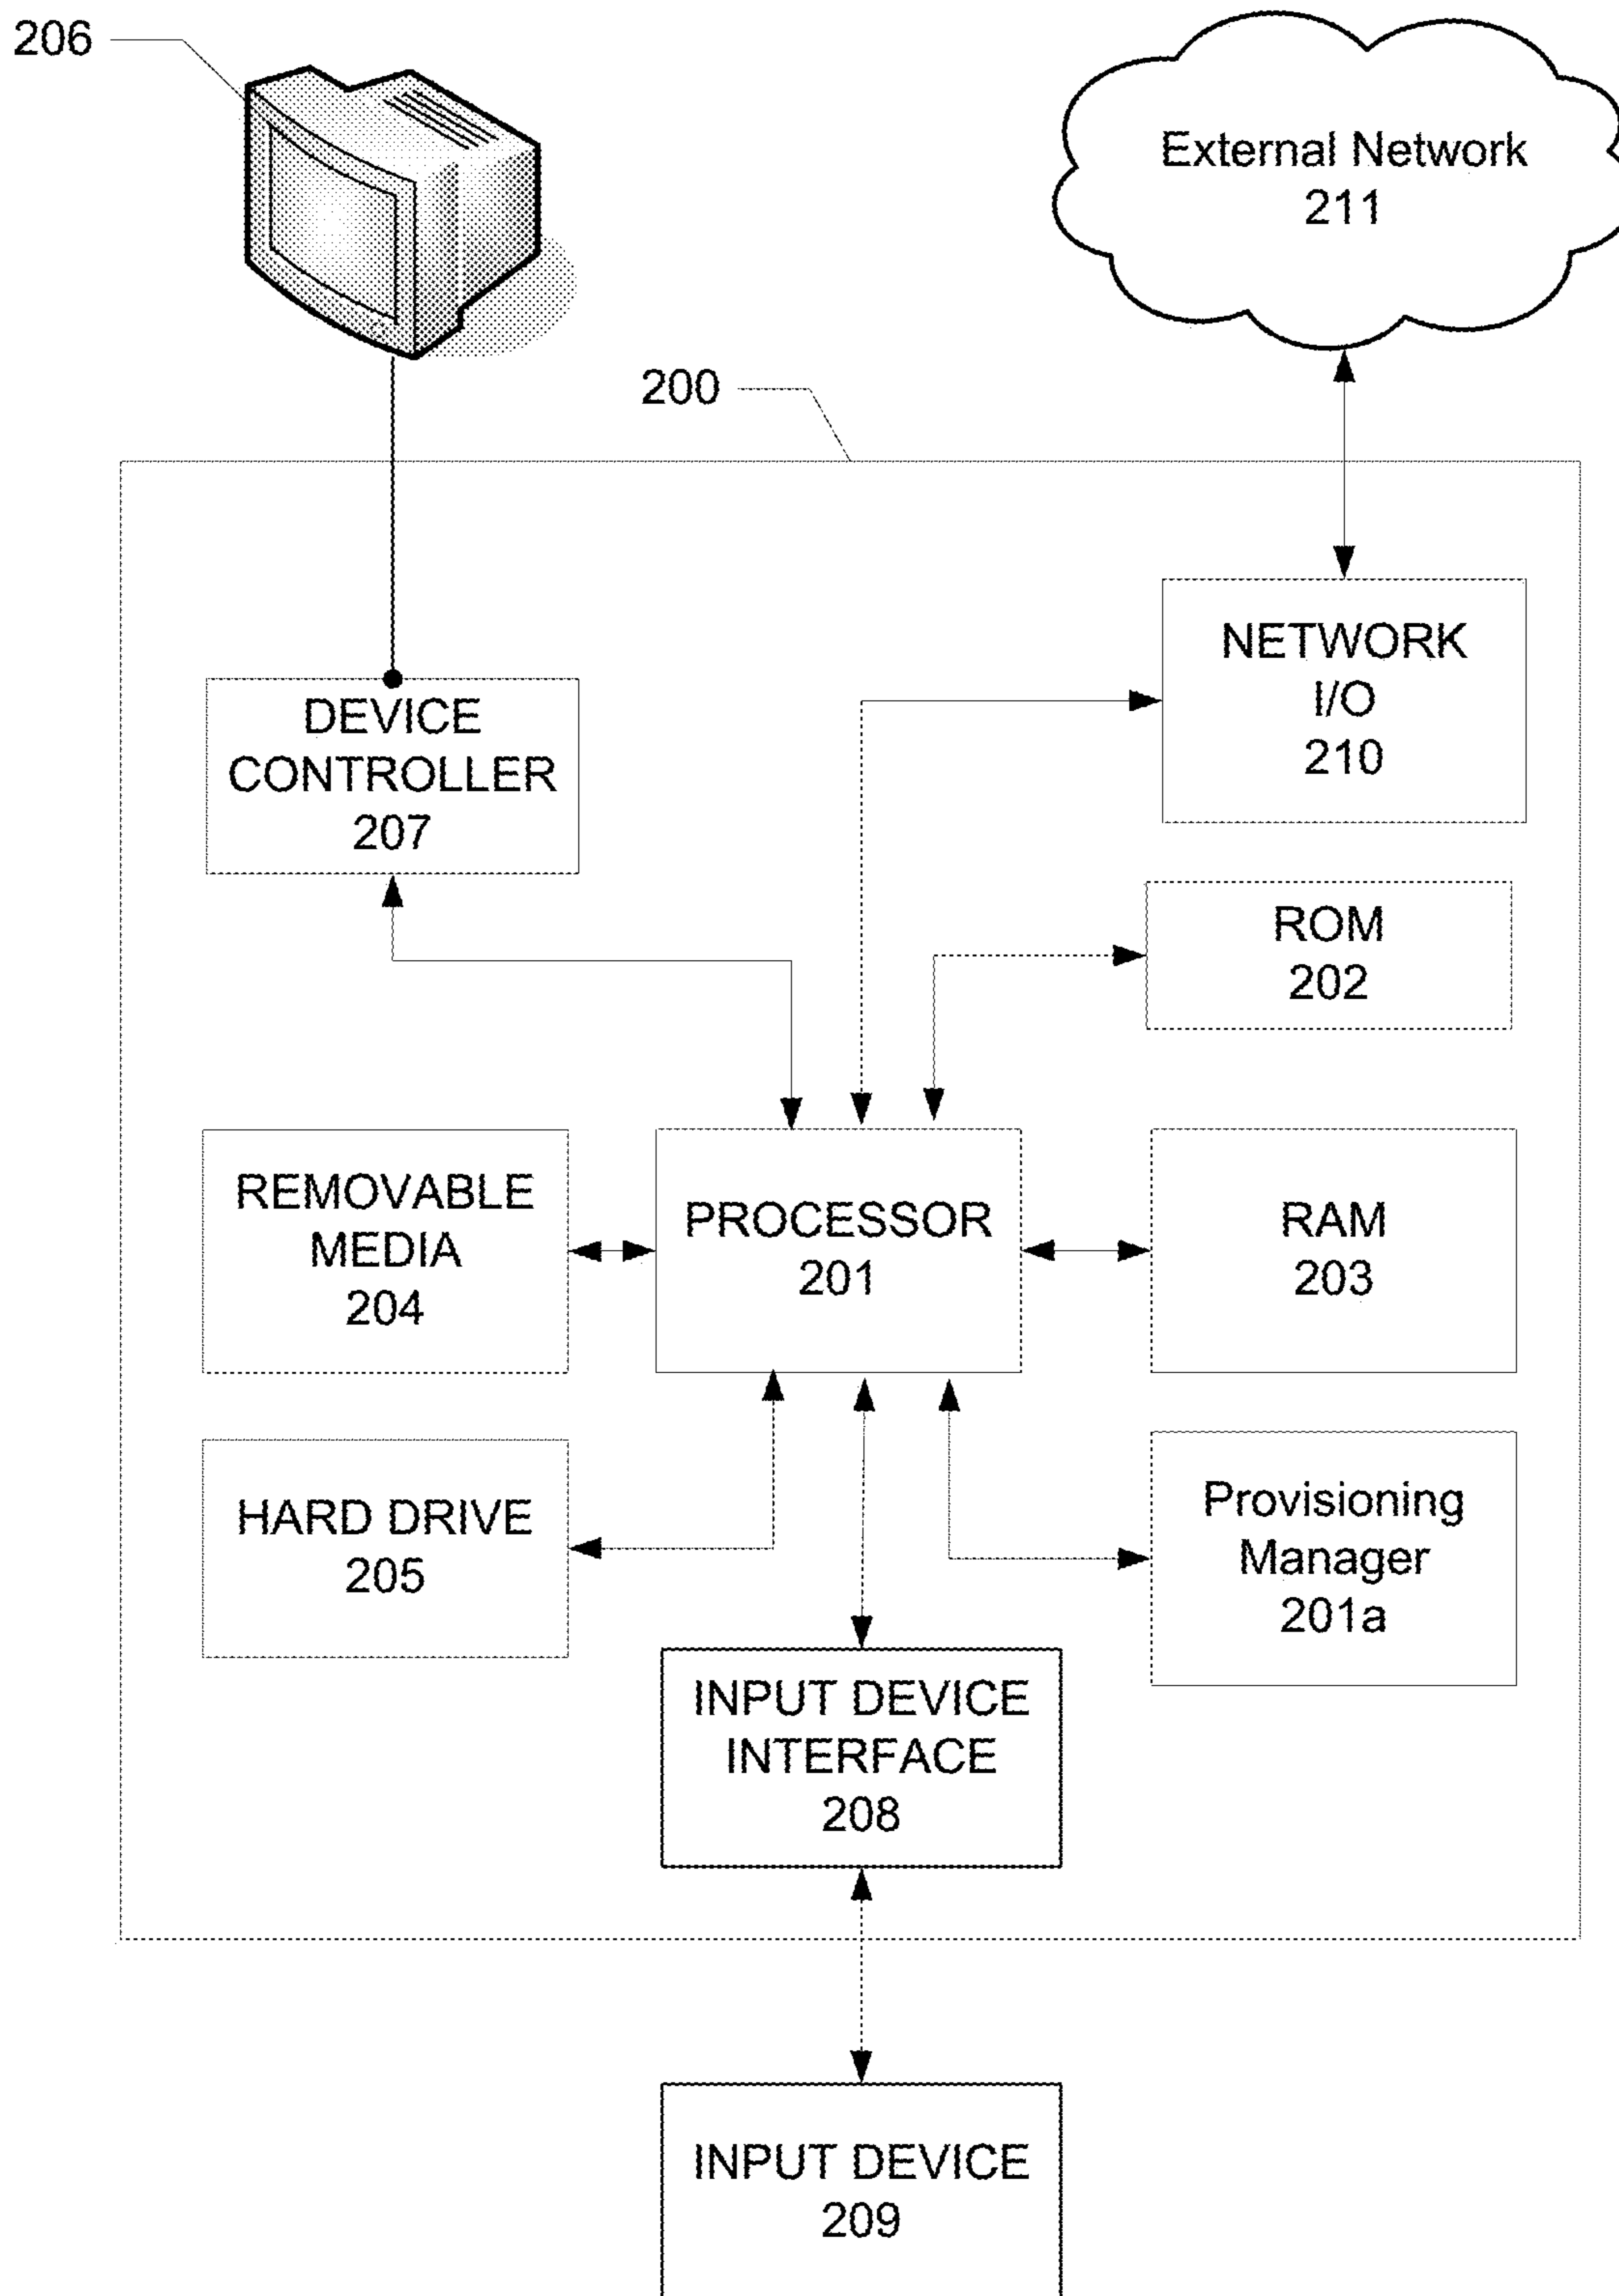 206
External Network
211
200
NETWORK
I/O
210
DEVICE
CONTROLLER
207
ROM
202
REMOVABLE
MEDIA
204
PROCESSOR
201
RAM
203
HARD DRIVE
205
Provisioning
Manager
201a
INPUT DEVICE
INTERFACE
208
INPUT DEVICE
209